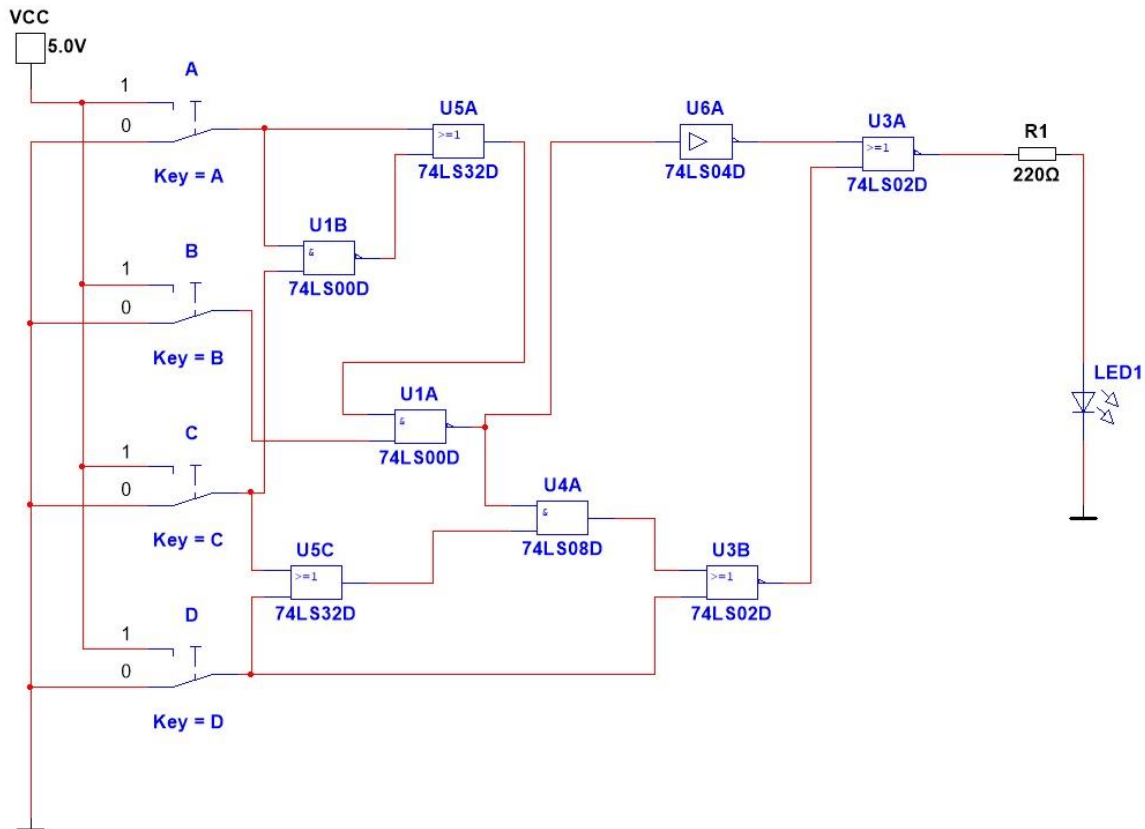 VCC
5.0V
A
1
0
Key = A
U5A
>=1
74LS32D
U6A
74LS04D
U3A
>=1
74LS02D
R1
220Ω
U1B
&
74LS00D
B
1
0
Key = B
U1A
&
74LS00D
LED1
C
1
0
Key = C
U4A
&
74LS08D
U5C
>=1
74LS32D
U3B
>=1
74LS02D
D
1
0
Key = D